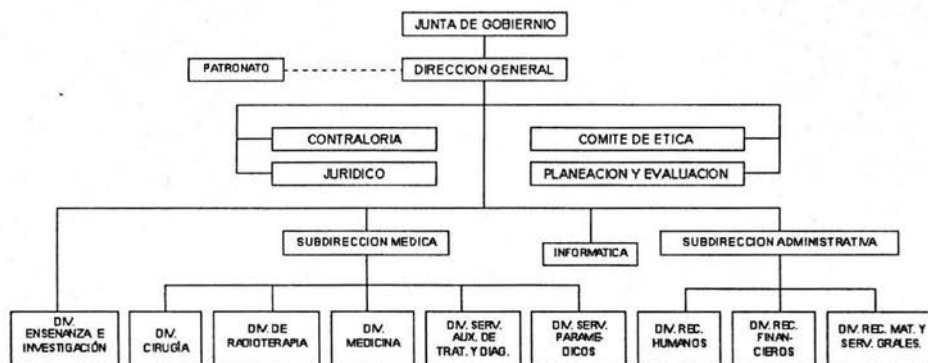 JUNTA DE GOBIERNO
PATRONATO
DIRECCION GENERAL
CONTRALORIA
COMITE DE ETICA
JURIDICO
PLANEACION Y EVALUACION
SUBDIRECCION MEDICA
INFORMATICA
SUBDIRECCION ADMINISTRATIVA
DIV.
ENSENANZA E
INVESTIGACIÓN
DIV.
CIRUGÍA
DIV. DE
RADIOTERAPIA
DIV.
MEDICINA
DIV. SERV.
AUX. DE
TRAT. Y DIAG.
DIV. SERV.
PARAME-
DICOS
DIV. REC.
HUMANOS
DIV. REC.
FINAN-
CIEROS
DIV. REC. MAT. Y
SERV. GRALES.